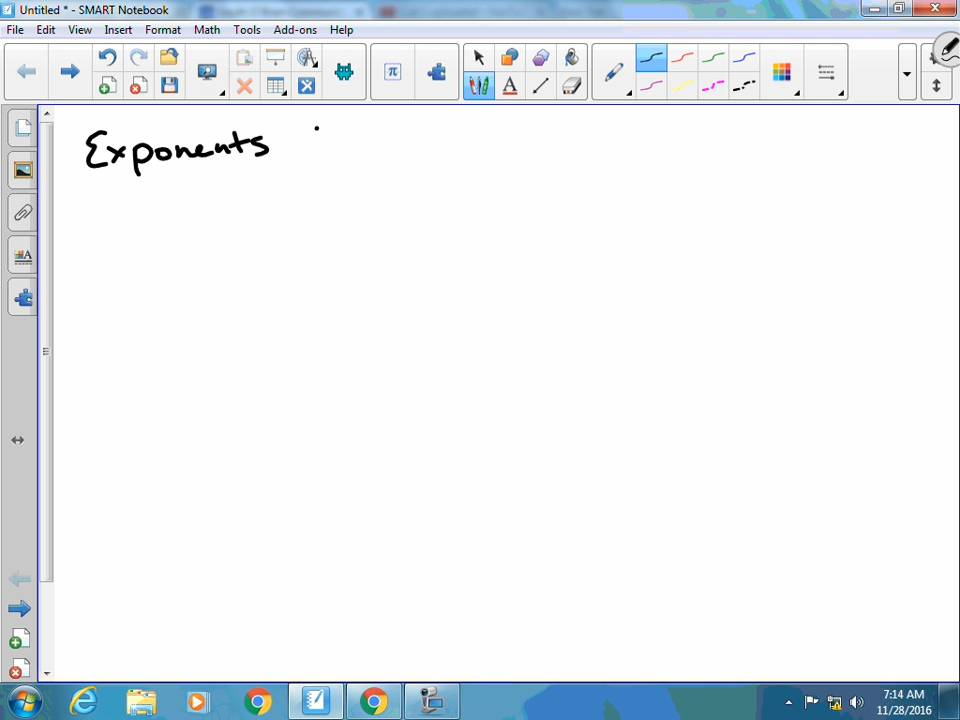 Untitled * - SMART Notebook
File Edit View Insert Format Math Tools Add-ons Help
Exponents
7:14 AM
11/28/2016